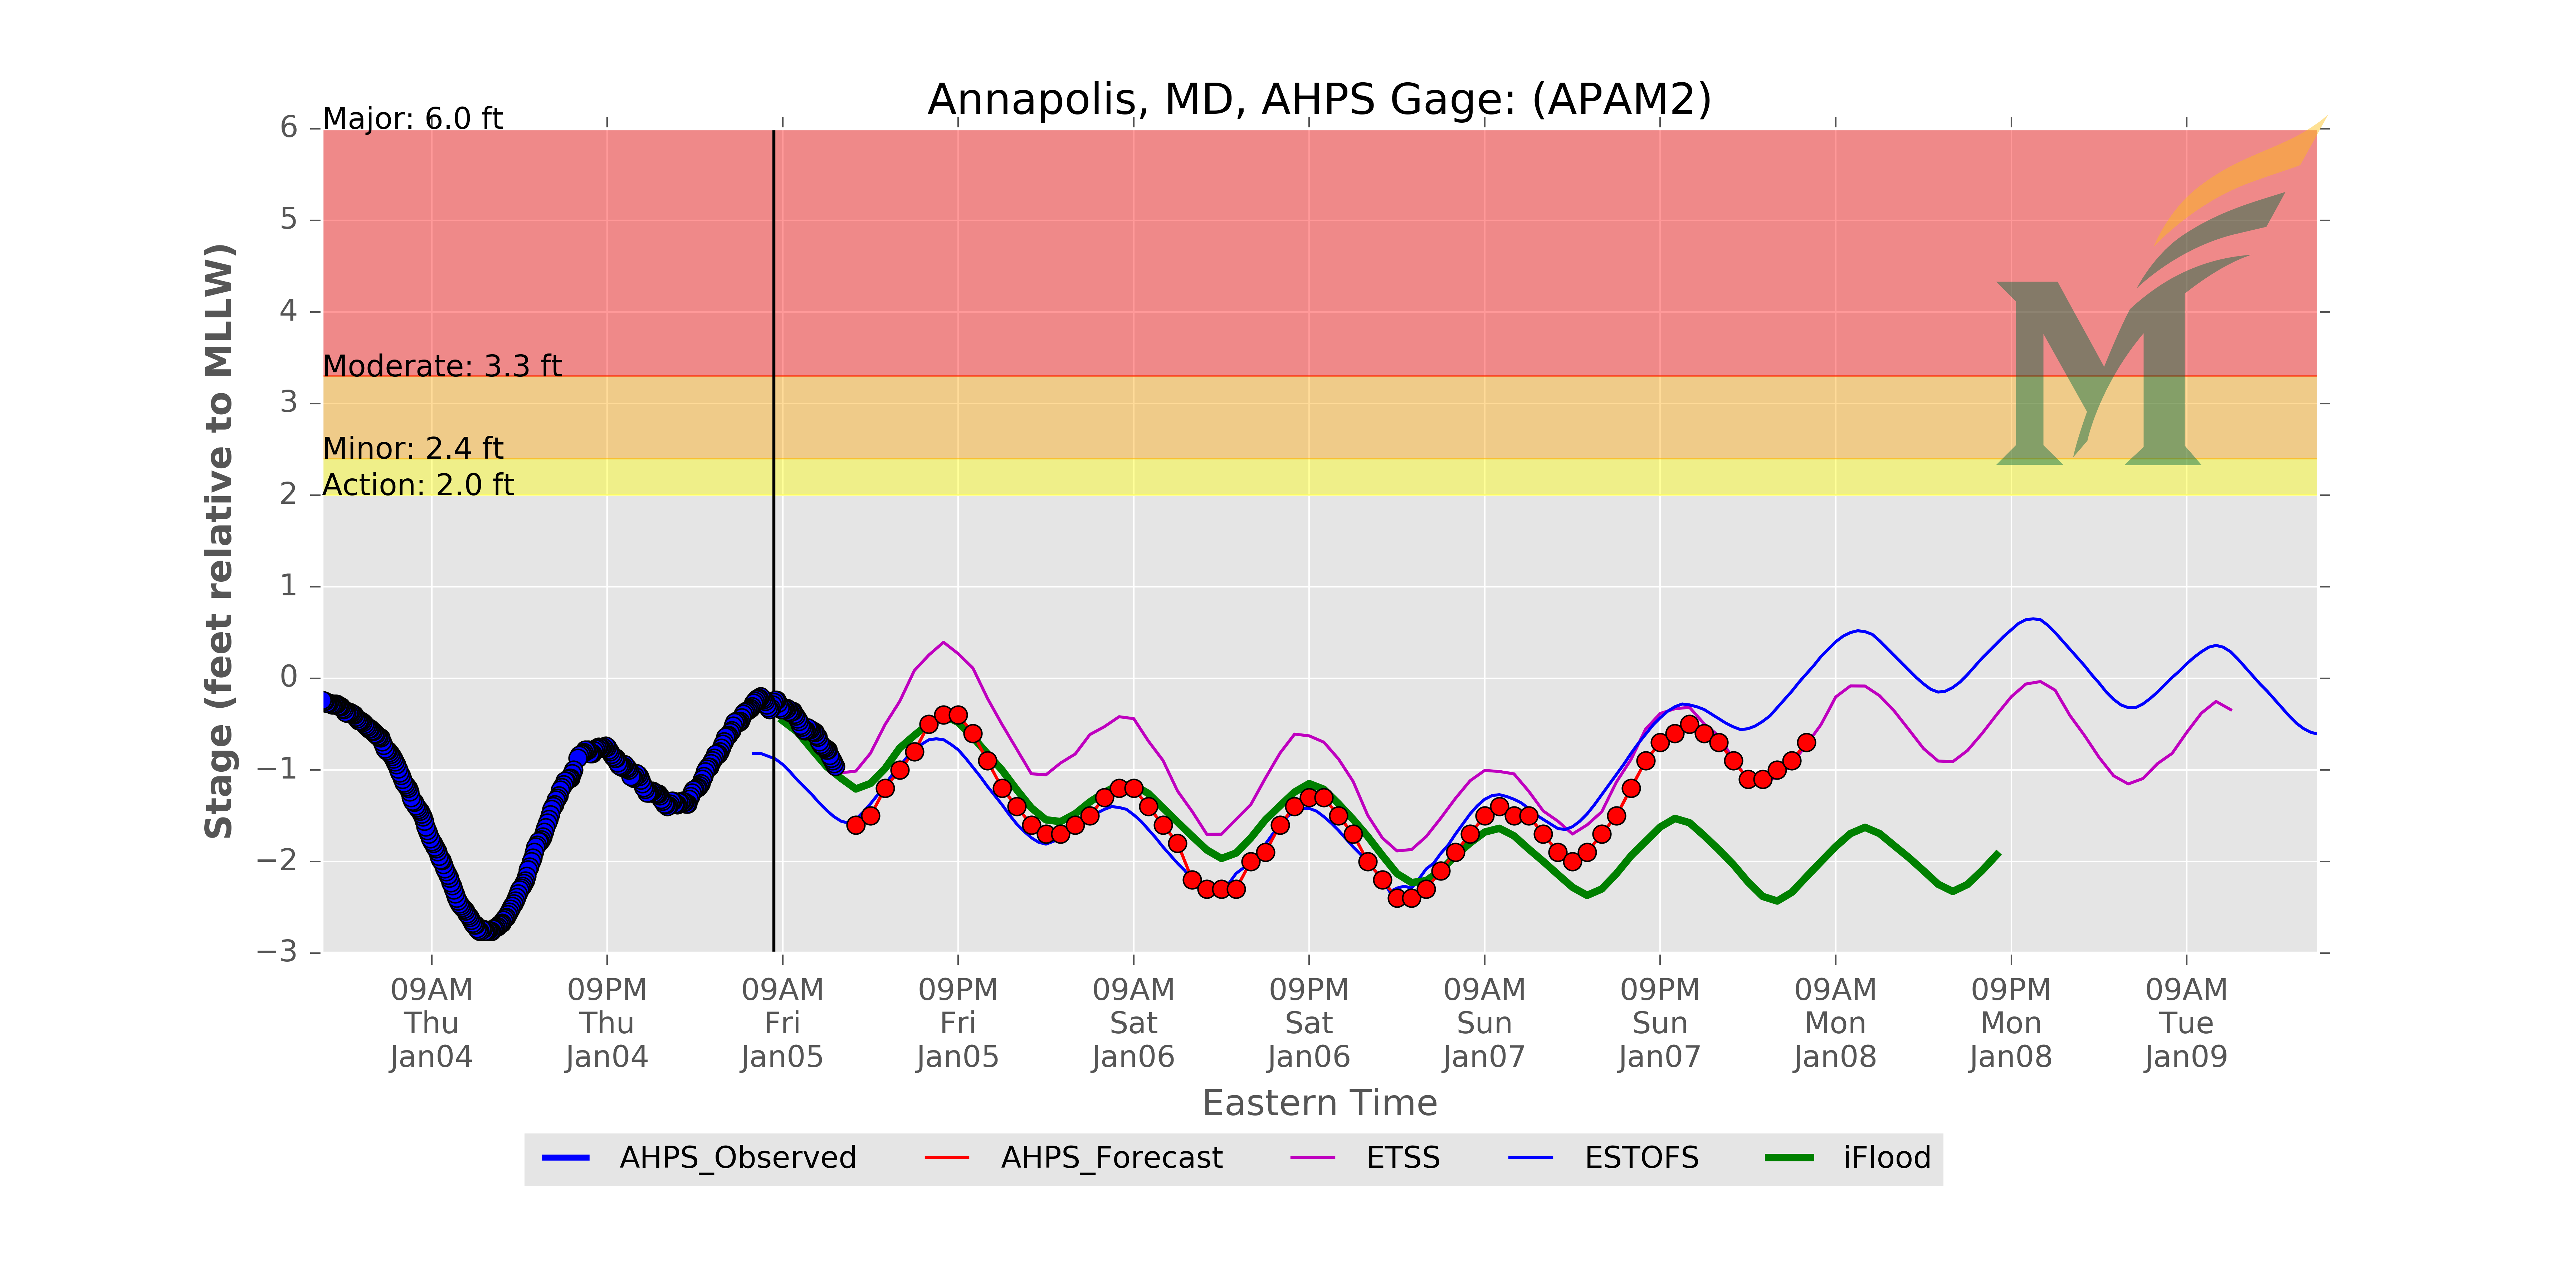 Annapolis, MD, AHPS Gage: (APAM2)
Major: 6.0 ft
Moderate: 3.3 ft
Minor: 2.4 ft
Action: 2.0 ft
Stage (feet relative to MLLW)
6
5
4
3
2
1
0
−1
−2
−3
09AM 09PM 09AM 09PM 09AM 09PM 09AM 09PM 09AM 09PM 09AM
Thu Thu Fri Fri Sat Sat Sun Sun Mon Mon Tue
Jan04 Jan04 Jan05 Jan05 Jan06 Jan06 Jan07 Jan07 Jan08 Jan08 Jan09
Eastern Time
AHPS_Observed AHPS_Forecast ETSS ESTOFS iFlood
M